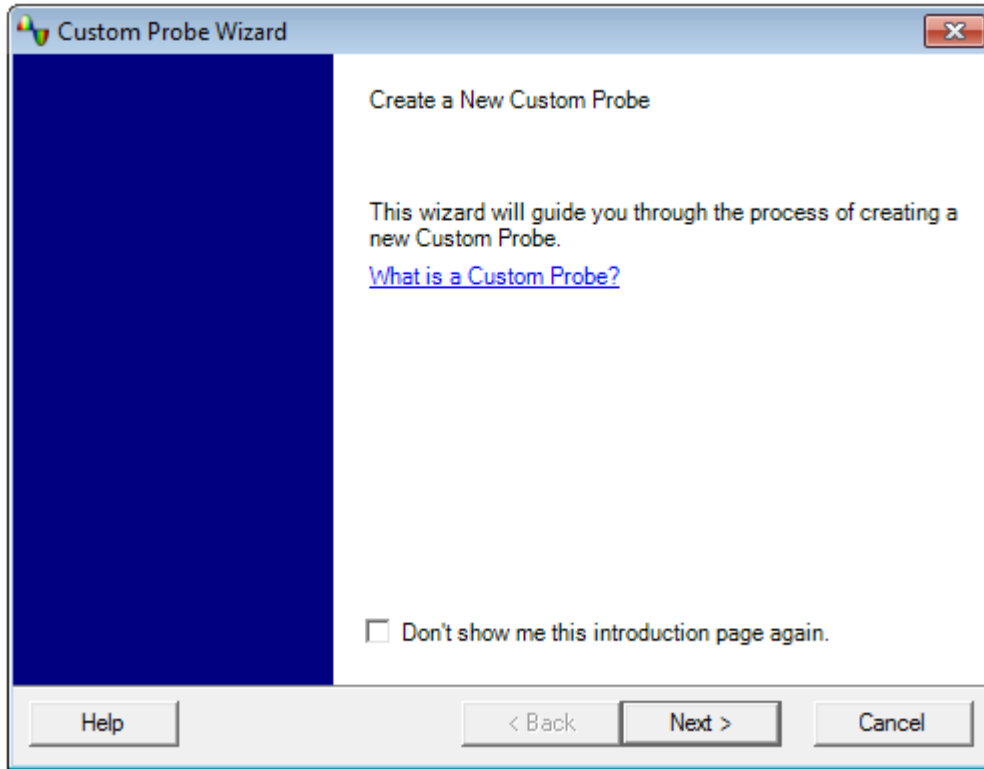 Custom Probe Wizard
Create a New Custom Probe
This wizard will guide you through the process of creating a
new Custom Probe.
What is a Custom Probe?
Don't show me this introduction page again.
Help
< Back
Next >
Cancel